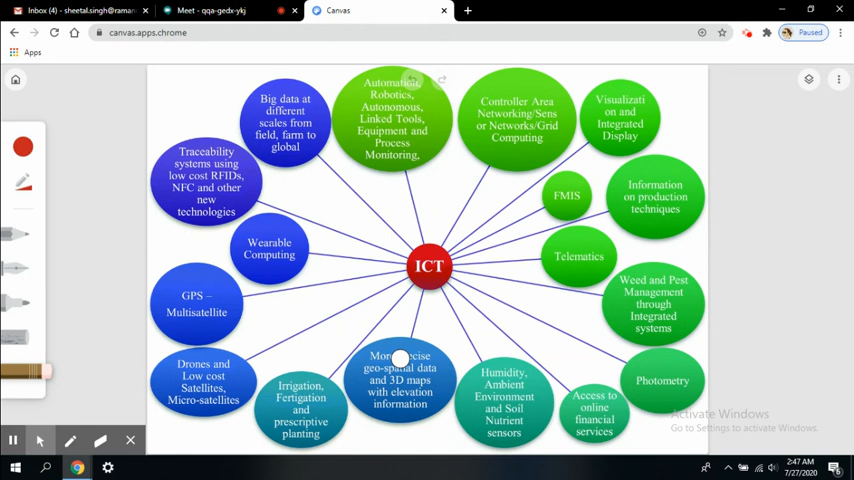 Inbox (4) - sheetal.singh@raman
Meet - qqa-gedx-ykj
Canvas
canvas.apps.chrome
Paused
Apps
Big data at
different
scales from
field, farm to
global
Automation,
Robotics,
Autonomous,
Linked Tools,
Equipment and
Process
Monitoring,
Controller Area
Networking/Sens
or Networks/Grid
Computing
Visualizati
on and
Integrated
Display
Traceability
systems using
low cost RFIDs,
NFC and other
new
technologies
FMIS
Information
on production
techniques
Wearable
Computing
ICT
Telematics
GPS –
Multisatellite
Weed and Pest
Management
through
Integrated
systems
Drones and
Low cost
Satellites,
Micro-satellites
Irrigation,
Fertigation
and
prescriptive
planting
More precise
geo-spatial data
and 3D maps
with elevation
information
Humidity,
Ambient
Environment
and Soil
Nutrient
sensors
Access to
online
financial
services
Photometry
Activate Windows
Go to Settings to activate Windows.
2:47 AM
7/27/2020
5